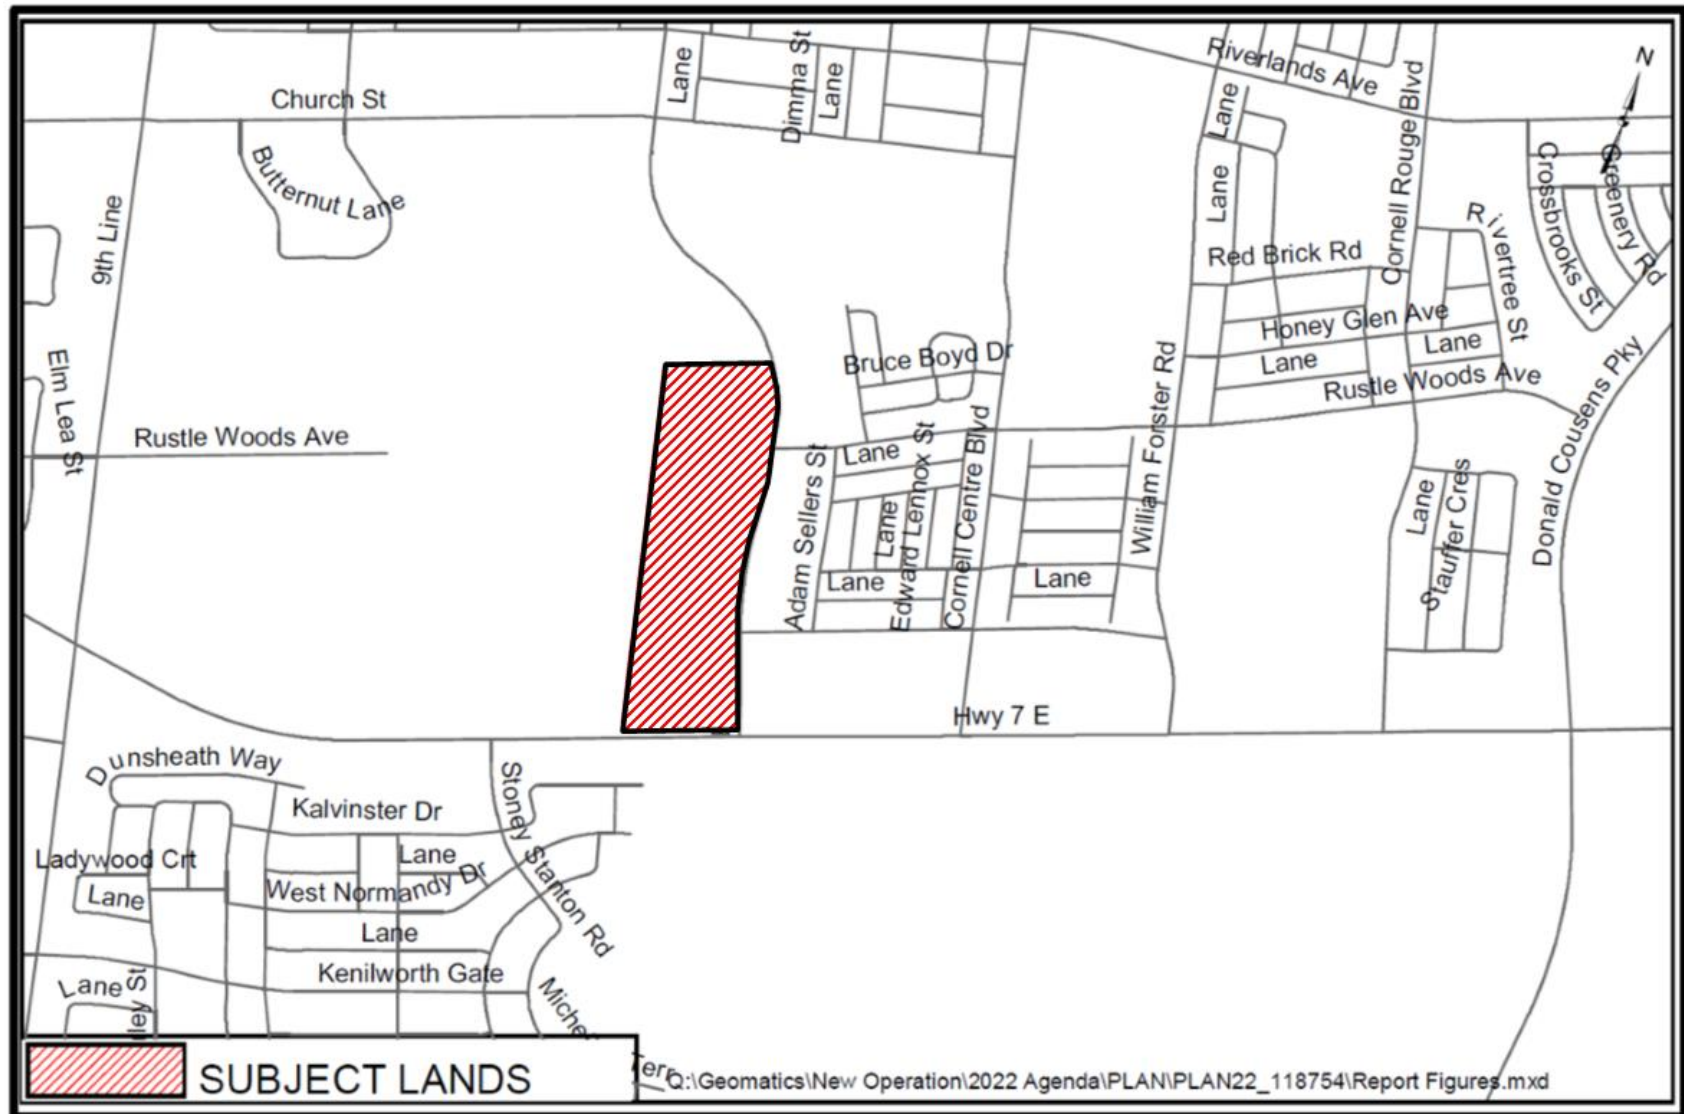 Riverlands Ave
N
Lane
Dimma St
Lane
Church St
Lane
Cornell Rouge Blvd
Butternut Lane
Crossbrooks St
Greenery Rd
Lane
9th Line
Rivertree St
Red Brick Rd
Honey Glen Ave
Lane
Bruce Boyd Dr
Lane
Elm Lea St
William Forster Rd
Rustle Woods Ave
Donald Cousens Pky
Rustle Woods Ave
Lane
Adam Sellers St
Lane
Edward Lennox St
Cornell Centre Blvd
Lane
Stauffer Cres
Lane
Lane
Hwy 7 E
Dunsheath Way
Stoney Stanton Rd
Kalvinster Dr
Ladywood Crt
Lane
Lane
West Normandy Dr
Lane
Kenilworth Gate
Lane
ley St
Miche
Terr
SUBJECT LANDS
Q:\Geomatics\New Operation\2022 Agenda\PLAN\PLAN22_118754\Report Figures.mxd